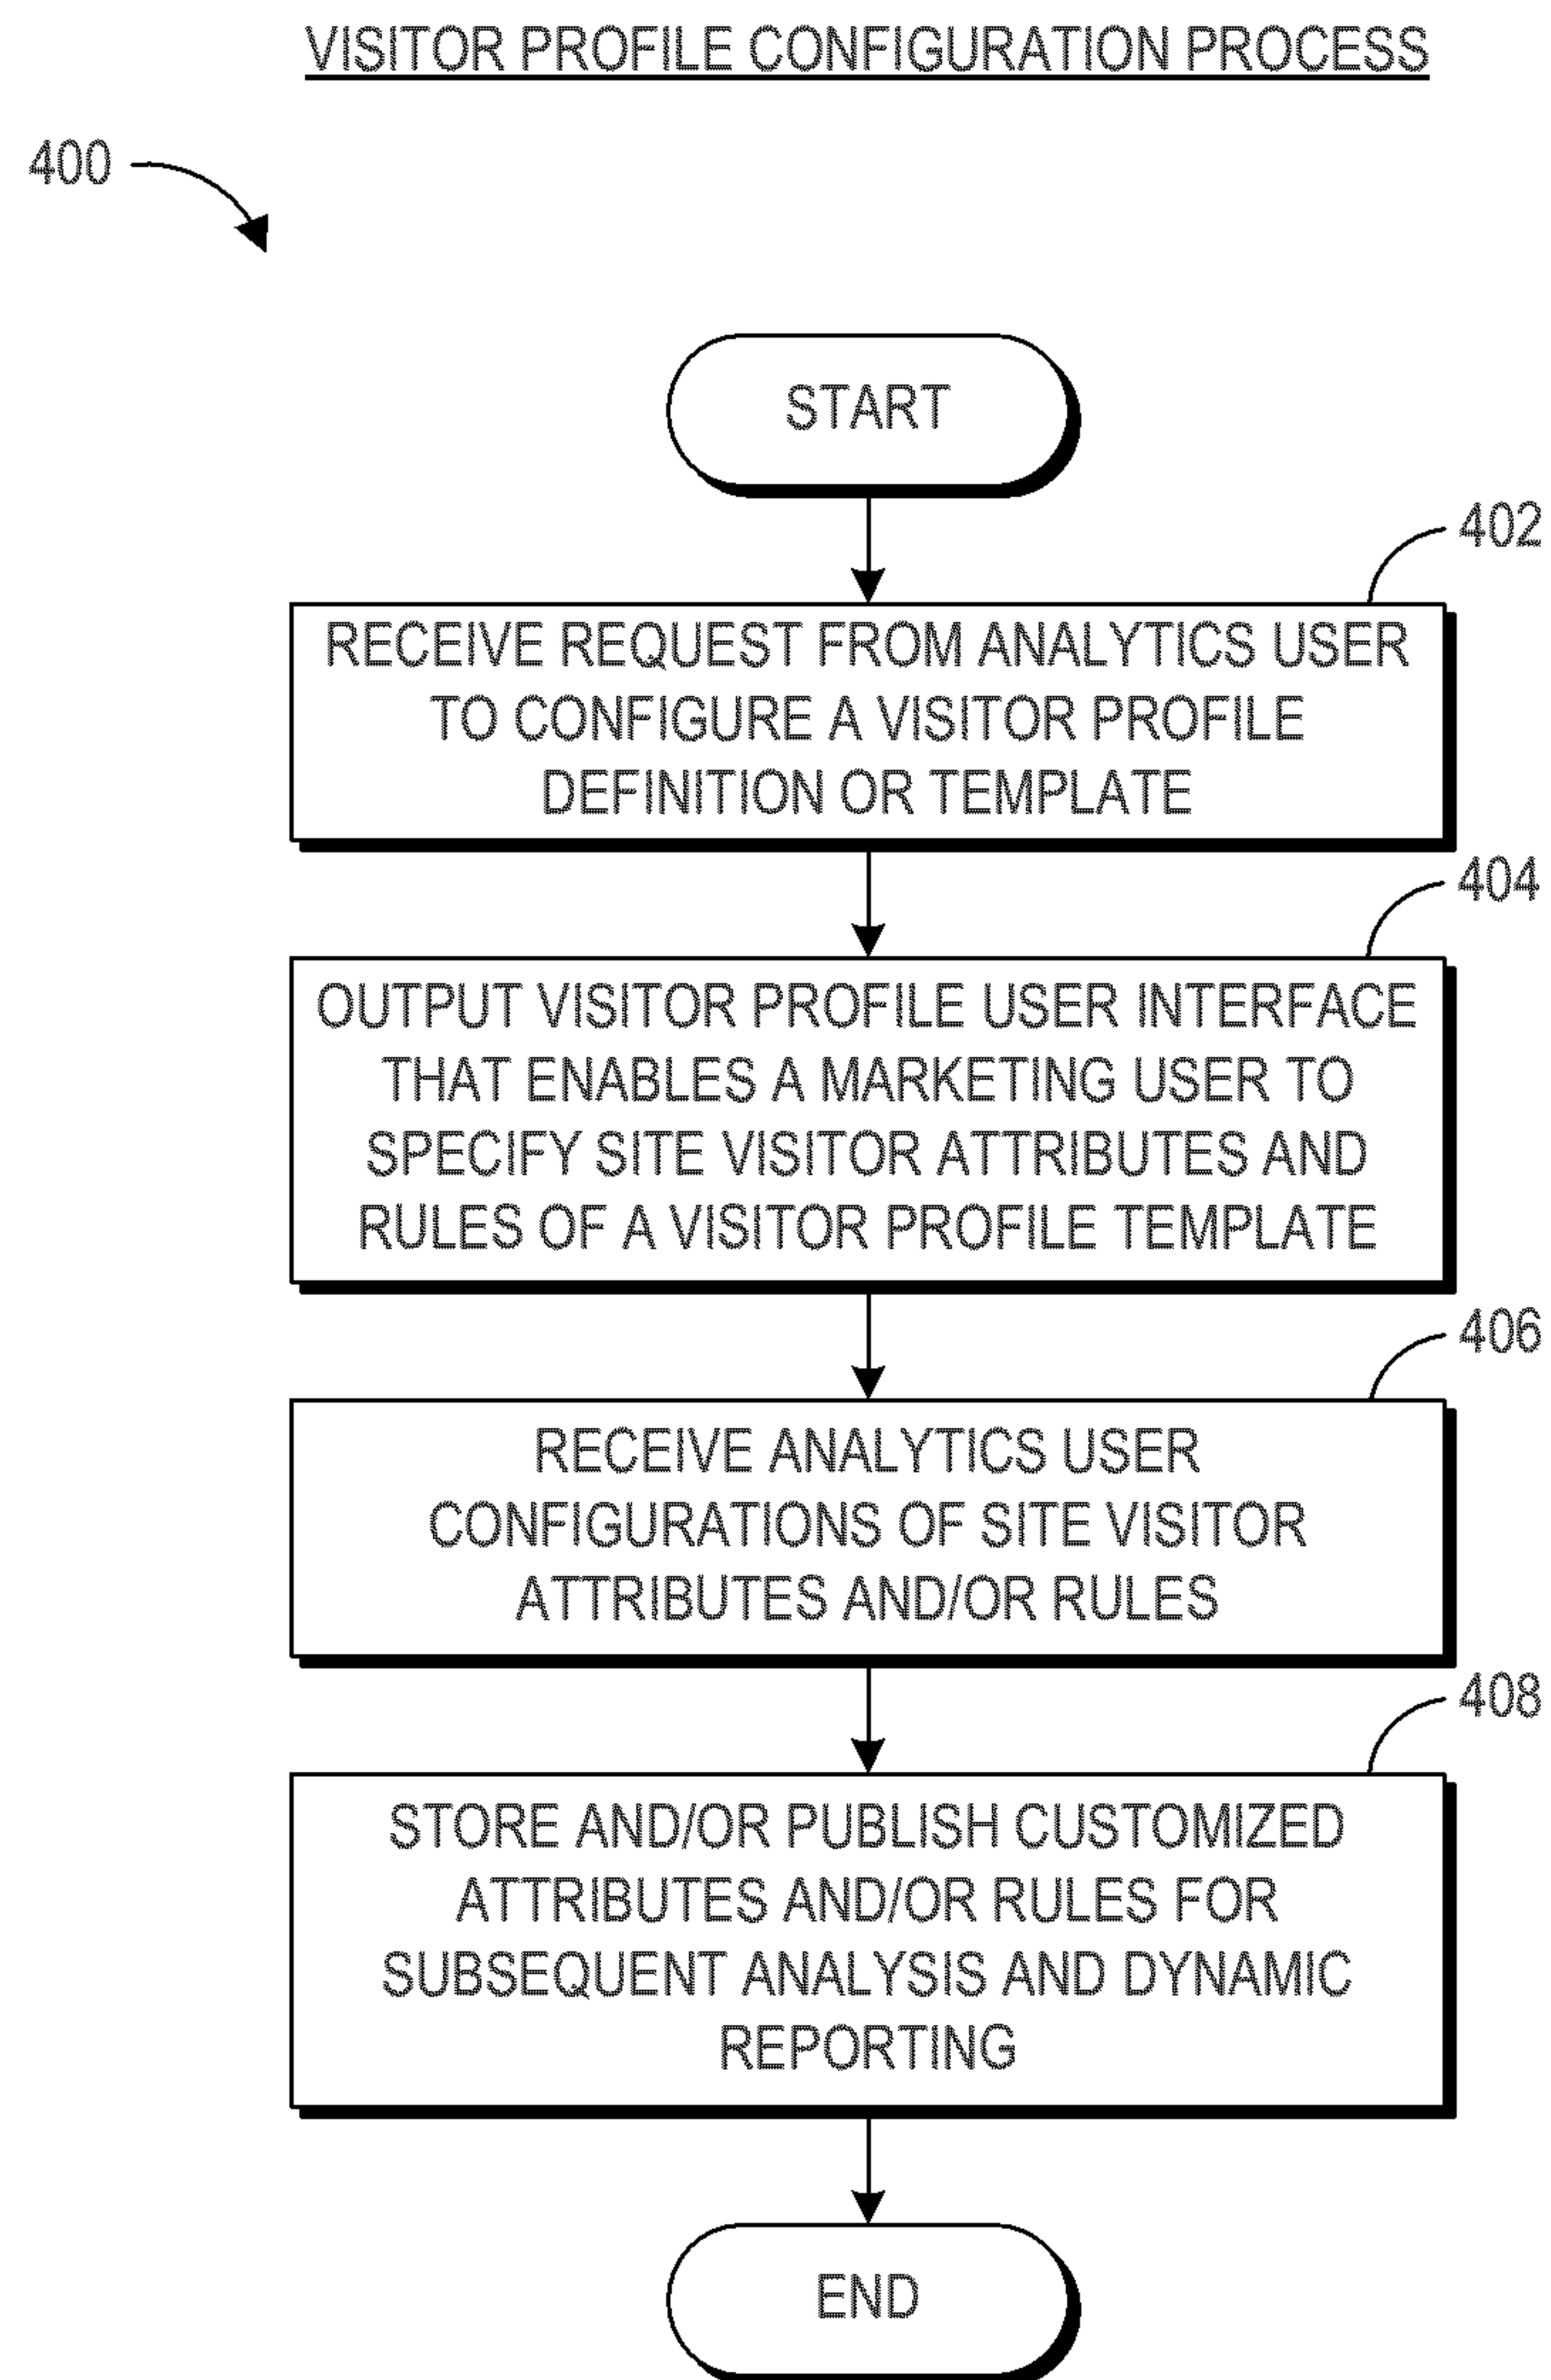 VISITOR PROFILE CONFIGURATION PROCESS
400
START
402
RECEIVE REQUEST FROM ANALYTICS USER
TO CONFIGURE A VISITOR PROFILE
DEFINITION OR TEMPLATE
404
OUTPUT VISITOR PROFILE USER INTERFACE
THAT ENABLES A MARKETING USER TO
SPECIFY SITE VISITOR ATTRIBUTES AND
RULES OF A VISITOR PROFILE TEMPLATE
406
RECEIVE ANALYTICS USER
CONFIGURATIONS OF SITE VISITOR
ATTRIBUTES AND/OR RULES
408
STORE AND/OR PUBLISH CUSTOMIZED
ATTRIBUTES AND/OR RULES FOR
SUBSEQUENT ANALYSIS AND DYNAMIC
REPORTING
END